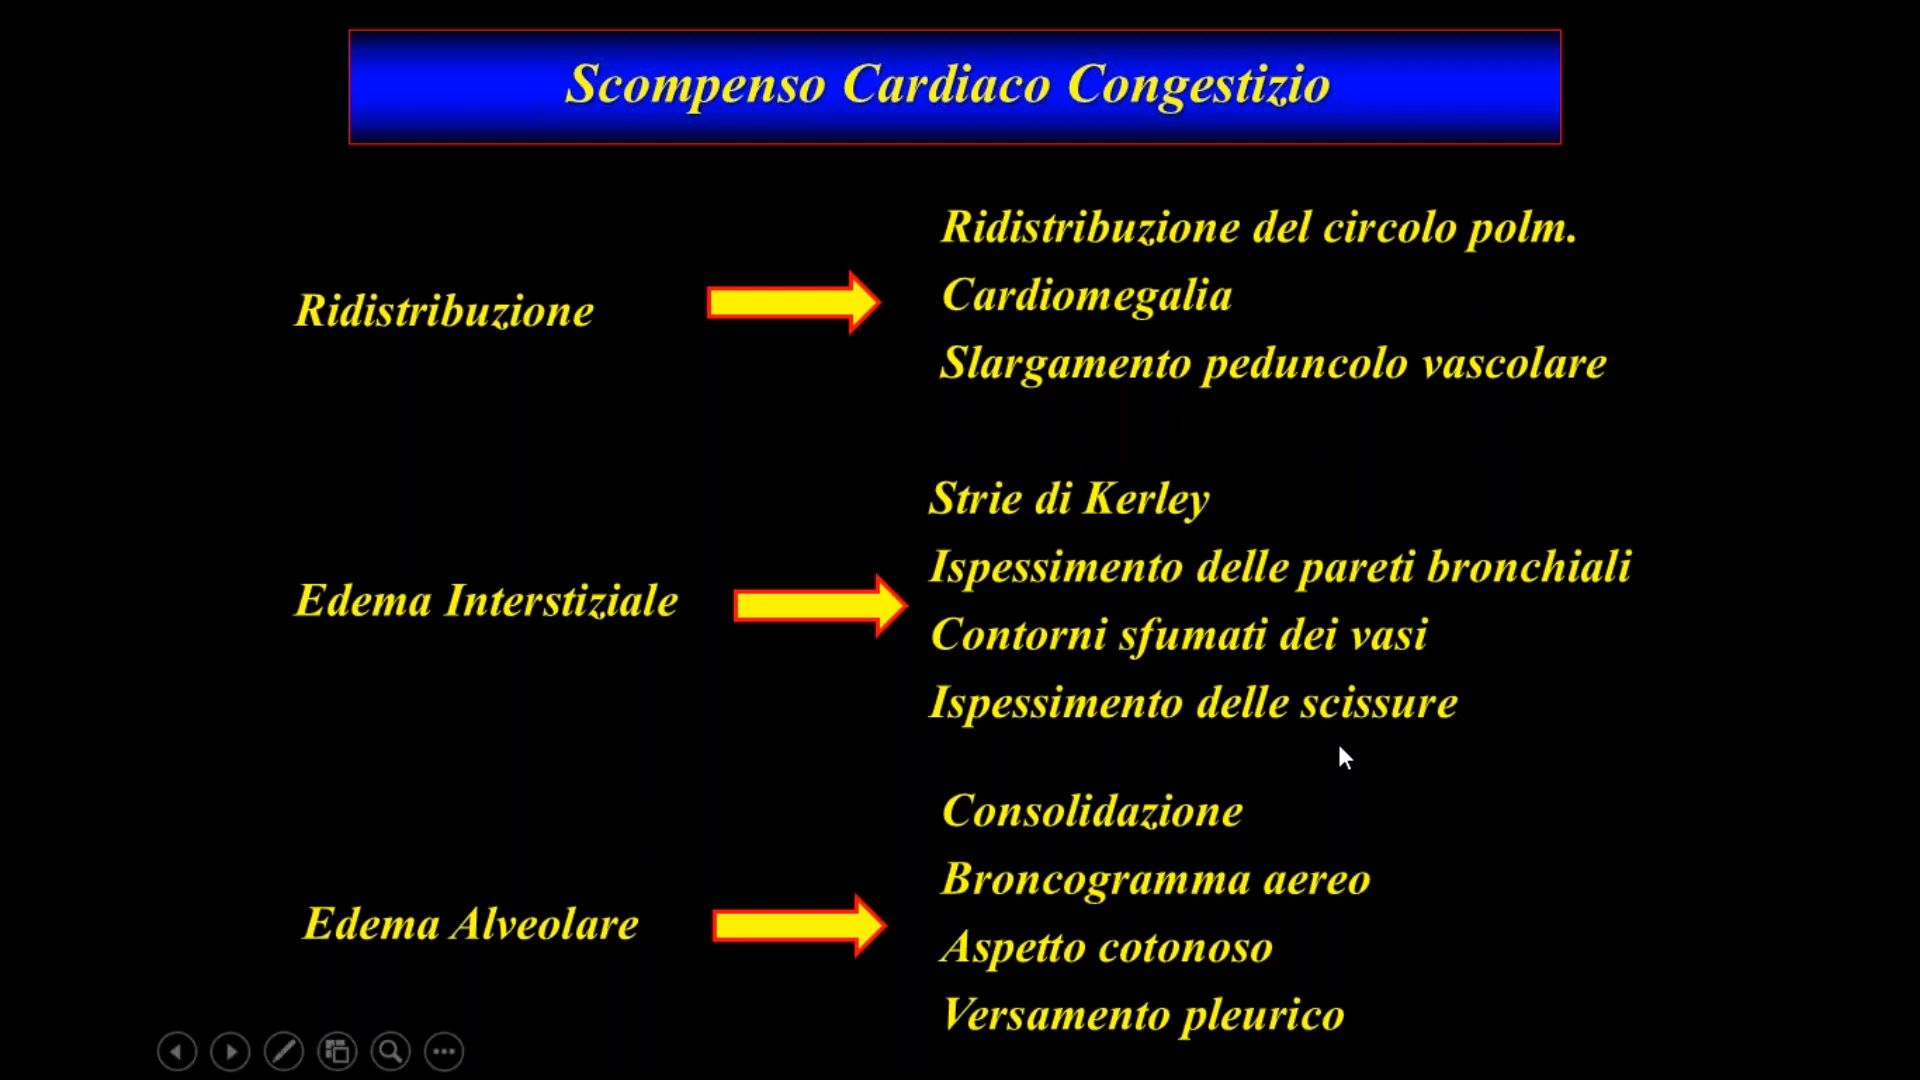 Scompenso Cardiaco Congestizio
Ridistribuzione
Ridistribuzione del circolo polm.
Cardiomegalia
Slargamento peduncolo vascolare
Edema Interstiziale
Strie di Kerley
Ispessimento delle pareti bronchiali
Contorni sfumati dei vasi
Ispessimento delle scissure
Edema Alveolare
Consolidazione
Broncogramma aereo
Aspetto cotonoso
Versamento pleurico